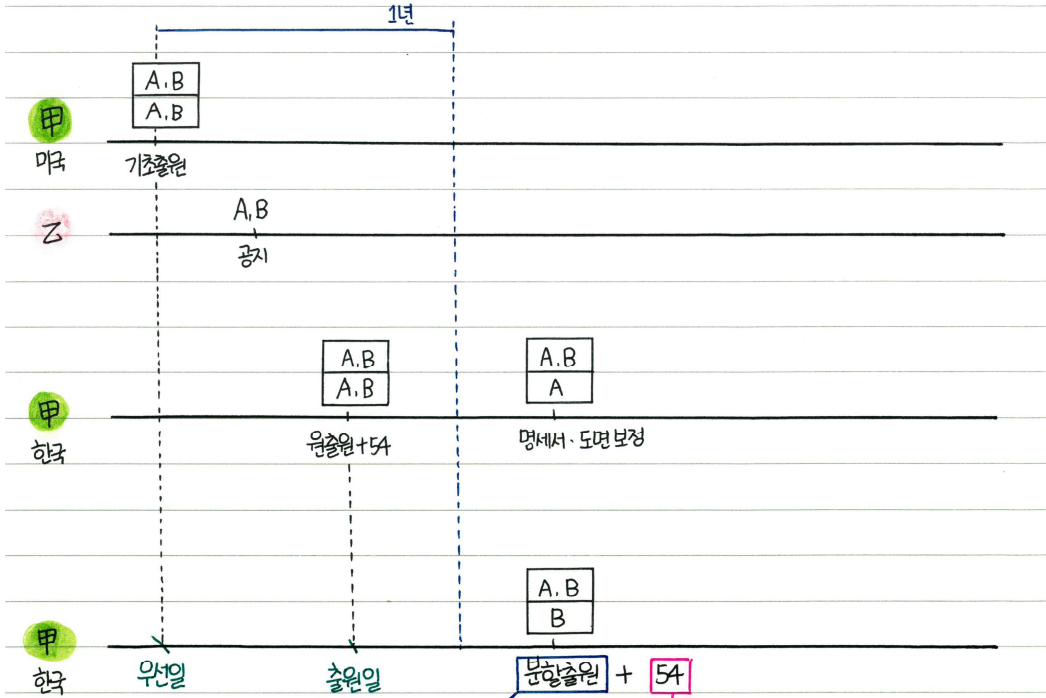 1년
A, B
A, B
甲
미국
기초출원
A, B
乙
공지
A, B
A, B
A, B
A
甲
한국
원출원+54
명세서·도면 보정
A, B
B
甲
한국
우선일
출원일
분할출원 + 54